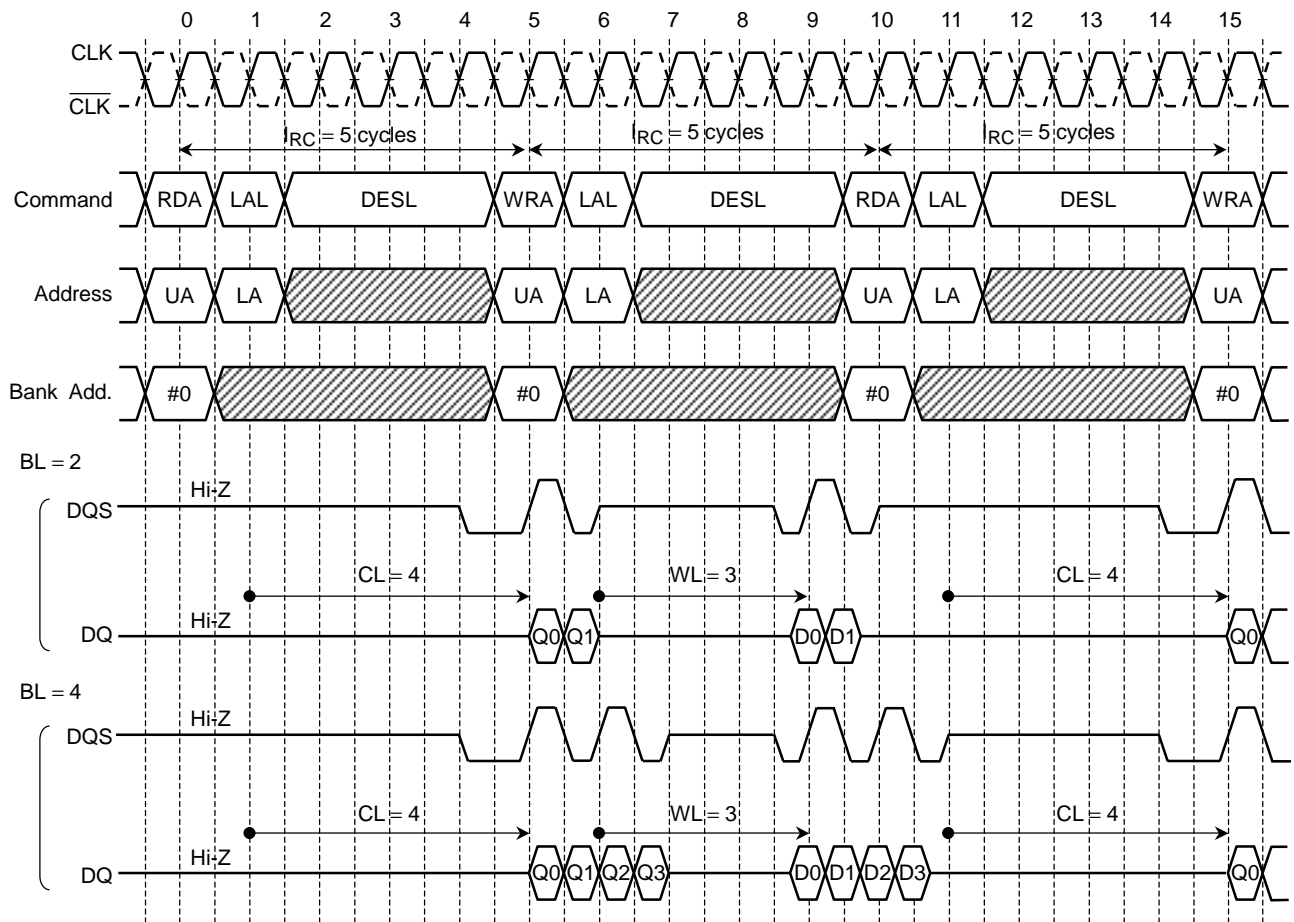 0 1 2 3 4 5 6 7 8 9 10 11 12 13 14 15
CLK
CLK
IRC = 5 cycles IRC = 5 cycles IRC = 5 cycles
Command RDA LAL DESL WRA LAL DESL RDA LAL DESL WRA
Address UA LA UA LA UA LA UA
Bank Add. #0 #0 #0 #0
BL = 2
Hi-Z
DQS
CL = 4 WL = 3 CL = 4
Hi-Z
DQ Q0 Q1 D0 D1 Q0
BL = 4
Hi-Z
DQS
CL = 4 WL = 3 CL = 4
Hi-Z
DQ Q0 Q1 Q2 Q3 D0 D1 D2 D3 Q0